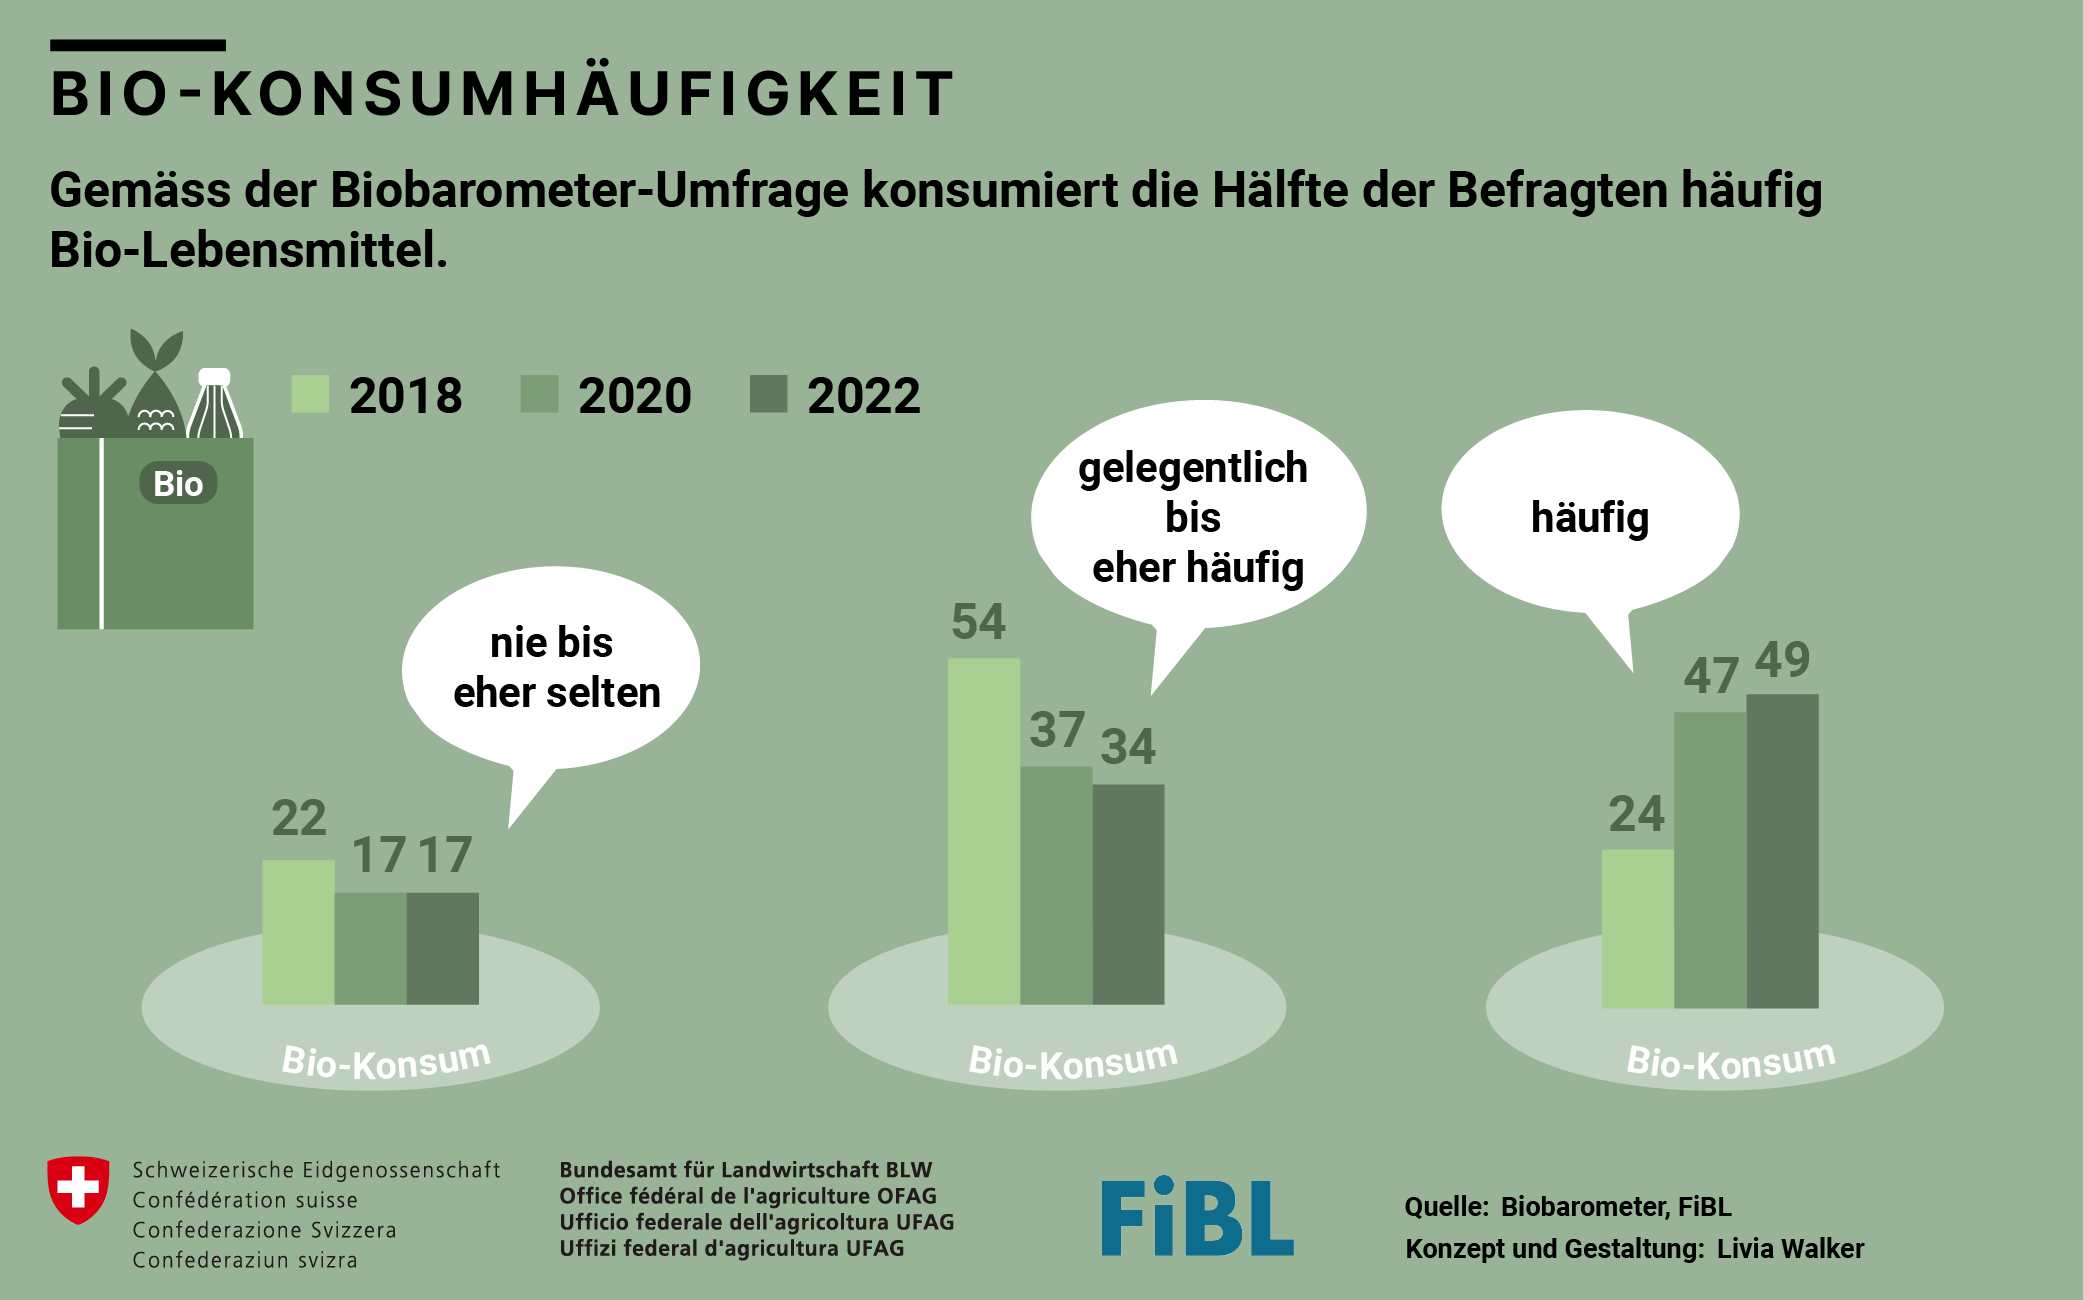 BIO-KONSUMHÄUFIGKEIT
Gemäss der Biobarometer-Umfrage konsumiert die Hälfte der Befragten häufig
Bio-Lebensmittel.
2018 2020 2022
Bio
nie bis
eher selten
22 17 17
Bio-Konsum
gelegentlich
bis
eher häufig
54 37 34
Bio-Konsum
häufig
24 47 49
Bio-Konsum
Schweizerische Eidgenossenschaft
Confédération suisse
Confederazione Svizzera
Confederaziun svizra
Bundesamt für Landwirtschaft BLW
Office fédéral de l'agriculture OFAG
Ufficio federale dell'agricoltura UFAG
Uffizi federal d'agricultura UFAG
FiBL
Quelle: Biobarometer, FiBL
Konzept und Gestaltung: Livia Walker